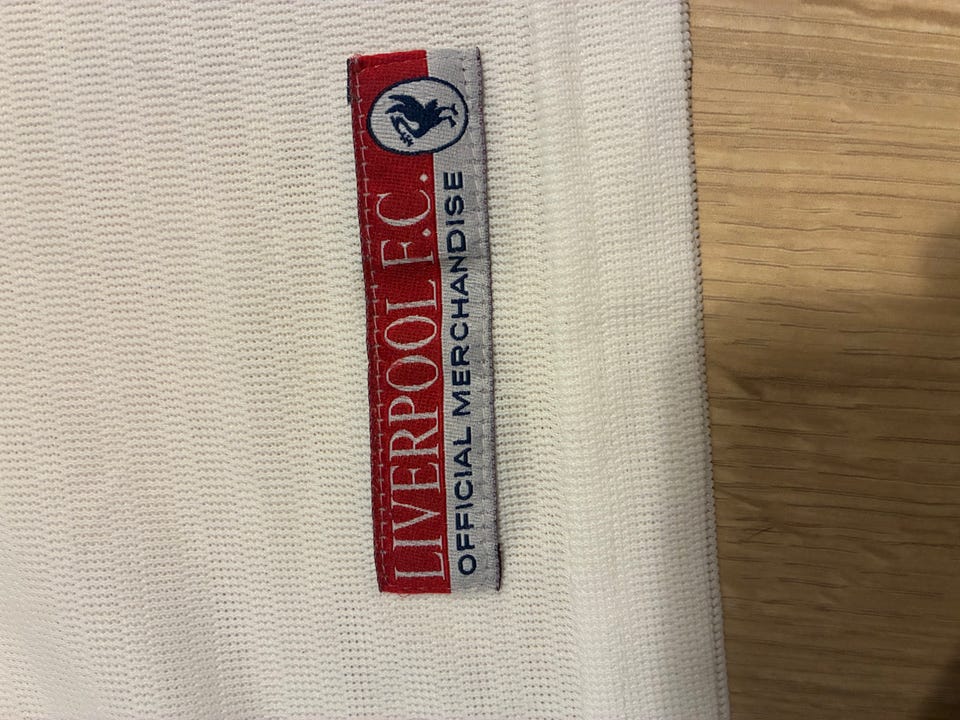 LIVERPOOL F.C.
OFFICIAL MERCHANDISE